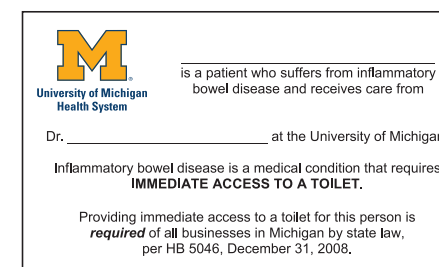 M
University of Michigan
Health System
is a patient who suffers from inflammatory
bowel disease and receives care from
Dr. ______________________ at the University of Michigan
Inflammatory bowel disease is a medical condition that requires
IMMEDIATE ACCESS TO A TOILET.
Providing immediate access to a toilet for this person is
required of all businesses in Michigan by state law,
per HB 5046, December 31, 2008.